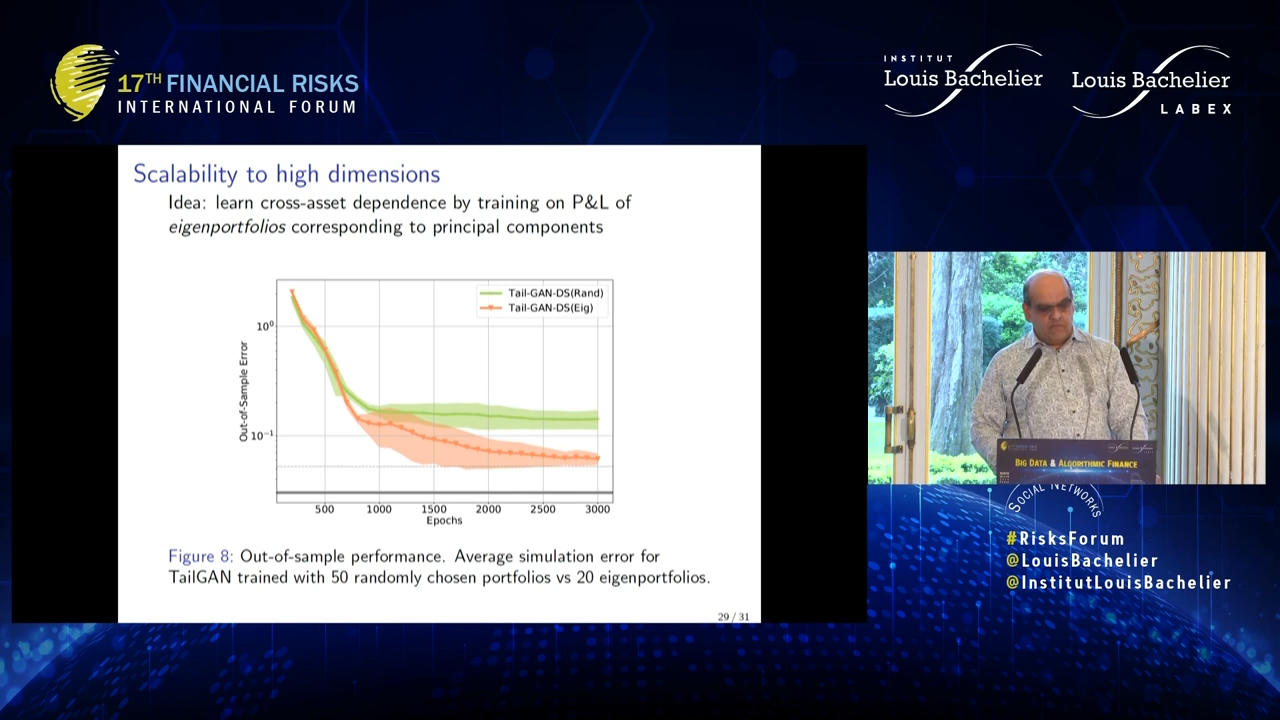 17TH FINANCIAL RISKS
INTERNATIONAL FORUM
INSTITUT
Louis Bachelier
Louis Bachelier
LABEX
Scalability to high dimensions
Idea: learn cross-asset dependence by training on P&L of
eigenportfolios corresponding to principal components
Tail-GAN-DS(Rand)
Tail-GAN-DS(Eig)
Out-of-Sample Error
10⁰
10⁻¹
500 1000 1500 2000 2500 3000
Epochs
Figure 8: Out-of-sample performance. Average simulation error for
TailGAN trained with 50 randomly chosen portfolios vs 20 eigenportfolios.
29 / 31
BIG DATA & ALGORITHMIC FINANCE
SOCIAL NETWORKS
#RisksForum
@LouisBachelier
@InstitutLouisBachelier